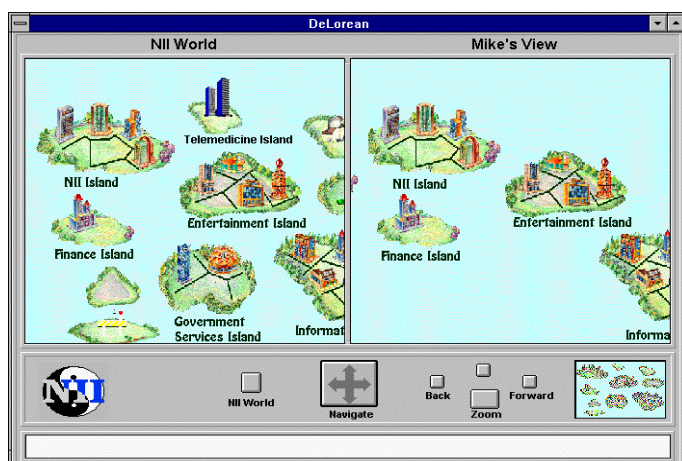 DeLorean
NII World
Mike's View
Telemedicine Island
NII Island
Entertainment Island
Finance Island
Government
Services Island
Informat
NII Island
Entertainment Island
Finance Island
Informa
NII
NII World
Navigate
Back
Zoom
Forward